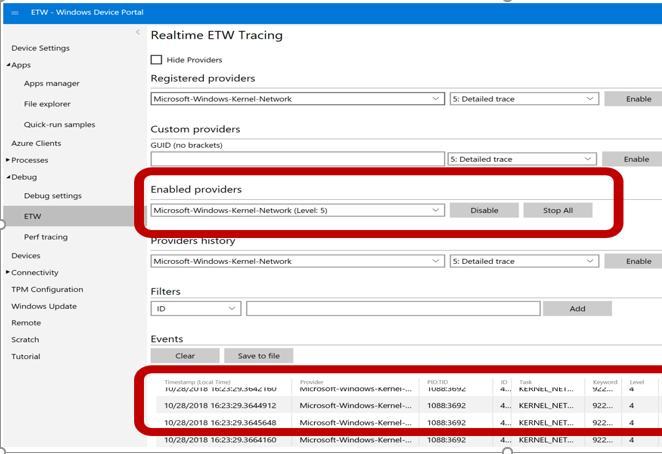 ETW - Windows Device Portal
Device Settings
Apps
Apps manager
File explorer
Quick-run samples
Azure Clients
Processes
Debug
Debug settings
ETW
Perf tracing
Devices
Connectivity
TPM Configuration
Windows Update
Remote
Scratch
Tutorial
Realtime ETW Tracing
Hide Providers
Registered providers
Microsoft-Windows-Kernel-Network 5: Detailed trace Enable
Custom providers
GUID (no brackets)
5: Detailed trace Enable
Enabled providers
Microsoft-Windows-Kernel-Network (Level: 5) Disable Stop All
Providers history
Microsoft-Windows-Kernel-Network 5: Detailed trace Enable
Filters
ID Add
Events
Clear Save to file
Timestamp (Local Time) Provider PID:TID ID Task Keyword Level
10/28/2018 16:23:29.3642160 Microsoft-Windows-Kernel-... 1088:3692 4... KERNEL_NET... 922... 4
10/28/2018 16:23:29.3644912 Microsoft-Windows-Kernel-... 1088:3692 4... KERNEL_NET... 922... 4
10/28/2018 16:23:29.3645648 Microsoft-Windows-Kernel-... 1088:3692 4... KERNEL_NET... 922... 4
10/28/2018 16:23:29.3664160 Microsoft-Windows-Kernel-... 1088:3692 4... KERNEL_NET... 922... 4